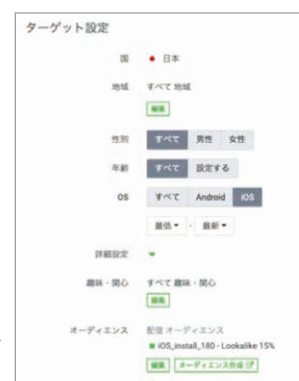 ターゲット設定
国 日本
地域 すべて 地域
編集
性別 すべて 男性 女性
年齢 すべて 設定する
OS すべて Android iOS
最低 - 最新
詳細設定
趣味・関心 すべて 趣味・関心
編集
オーディエンス 配信 オーディエンス
iOS_install_180 - Lookalike 15%
編集 オーディエンス作成